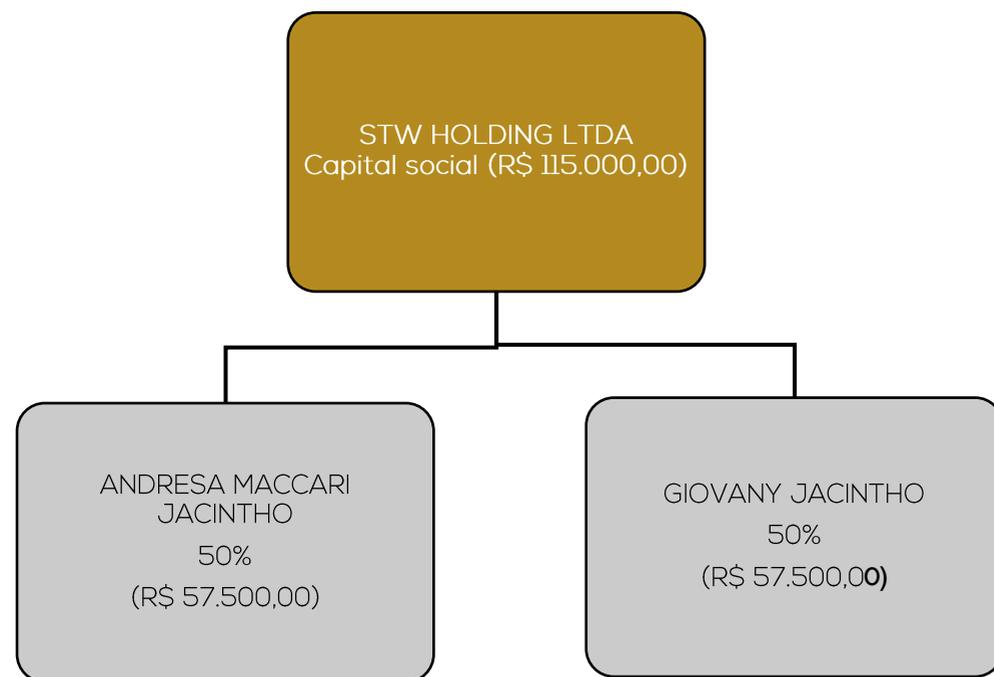 STW HOLDING LTDA
Capital social (R$ 115.000,00)
ANDRESA MACCARI
JACINTHO
50%
(R$ 57.500,00)
GIOVANY JACINTHO
50%
(R$ 57.500,00)